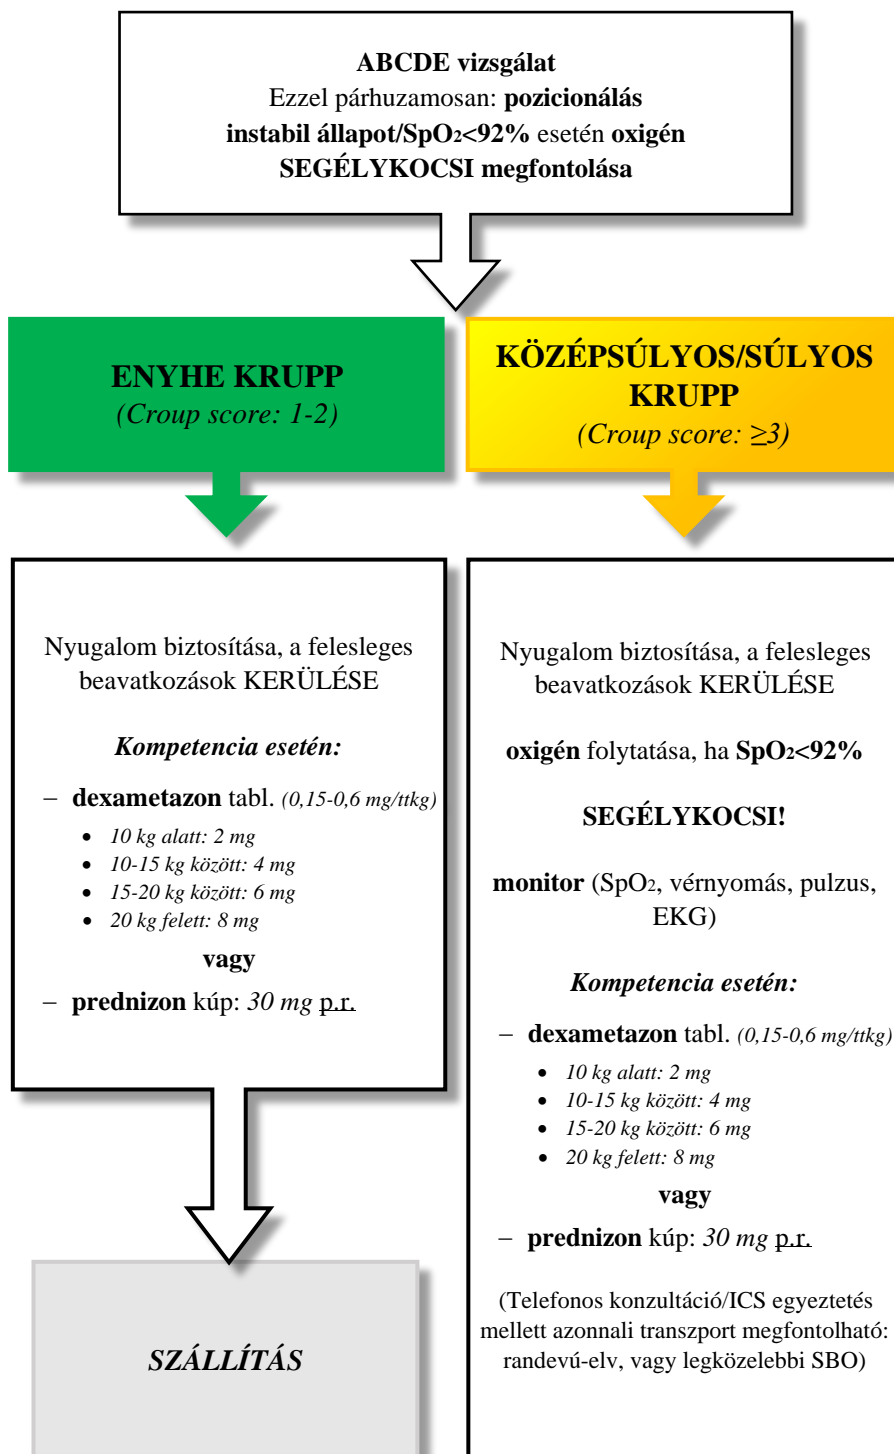 ABCDE vizsgálat
Ezzel párhuzamosan: pozicionálás
instabil állapot/SpO₂<92% esetén oxigén
SEGÉLYKOCSI megfontolása
ENYHE KRUPP
(Croup score: 1-2)
KÖZÉPSÚLYOS/SÚLYOS
KRUPP
(Croup score: ≥3)
Nyugalom biztosítása, a felesleges
beavatkozások KERÜLÉSE
Kompetencia esetén:
– dexametazon tabl. (0,15-0,6 mg/ttkg)
• 10 kg alatt: 2 mg
• 10-15 kg között: 4 mg
• 15-20 kg között: 6 mg
• 20 kg felett: 8 mg
vagy
– prednizon kúp: 30 mg p.r.
SZÁLLÍTÁS
Nyugalom biztosítása, a felesleges
beavatkozások KERÜLÉSE
oxigén folytatása, ha SpO₂<92%
SEGÉLYKOCSI!
monitor (SpO₂, vérnyomás, pulzus,
EKG)
Kompetencia esetén:
– dexametazon tabl. (0,15-0,6 mg/ttkg)
• 10 kg alatt: 2 mg
• 10-15 kg között: 4 mg
• 15-20 kg között: 6 mg
• 20 kg felett: 8 mg
vagy
– prednizon kúp: 30 mg p.r.
(Telefonos konzultáció/ICS egyeztetés
mellett azonnali transzport megfontolható:
randevú-elv, vagy legközelebbi SBO)